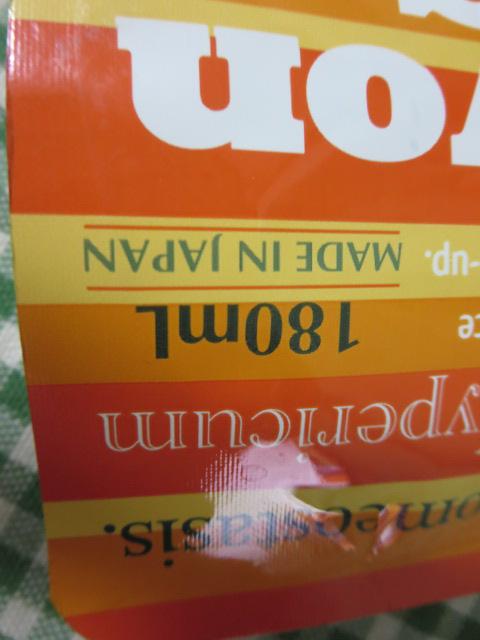 omeostasis.
ypericum
ce 180mL
-up. MADE IN JAPAN
on